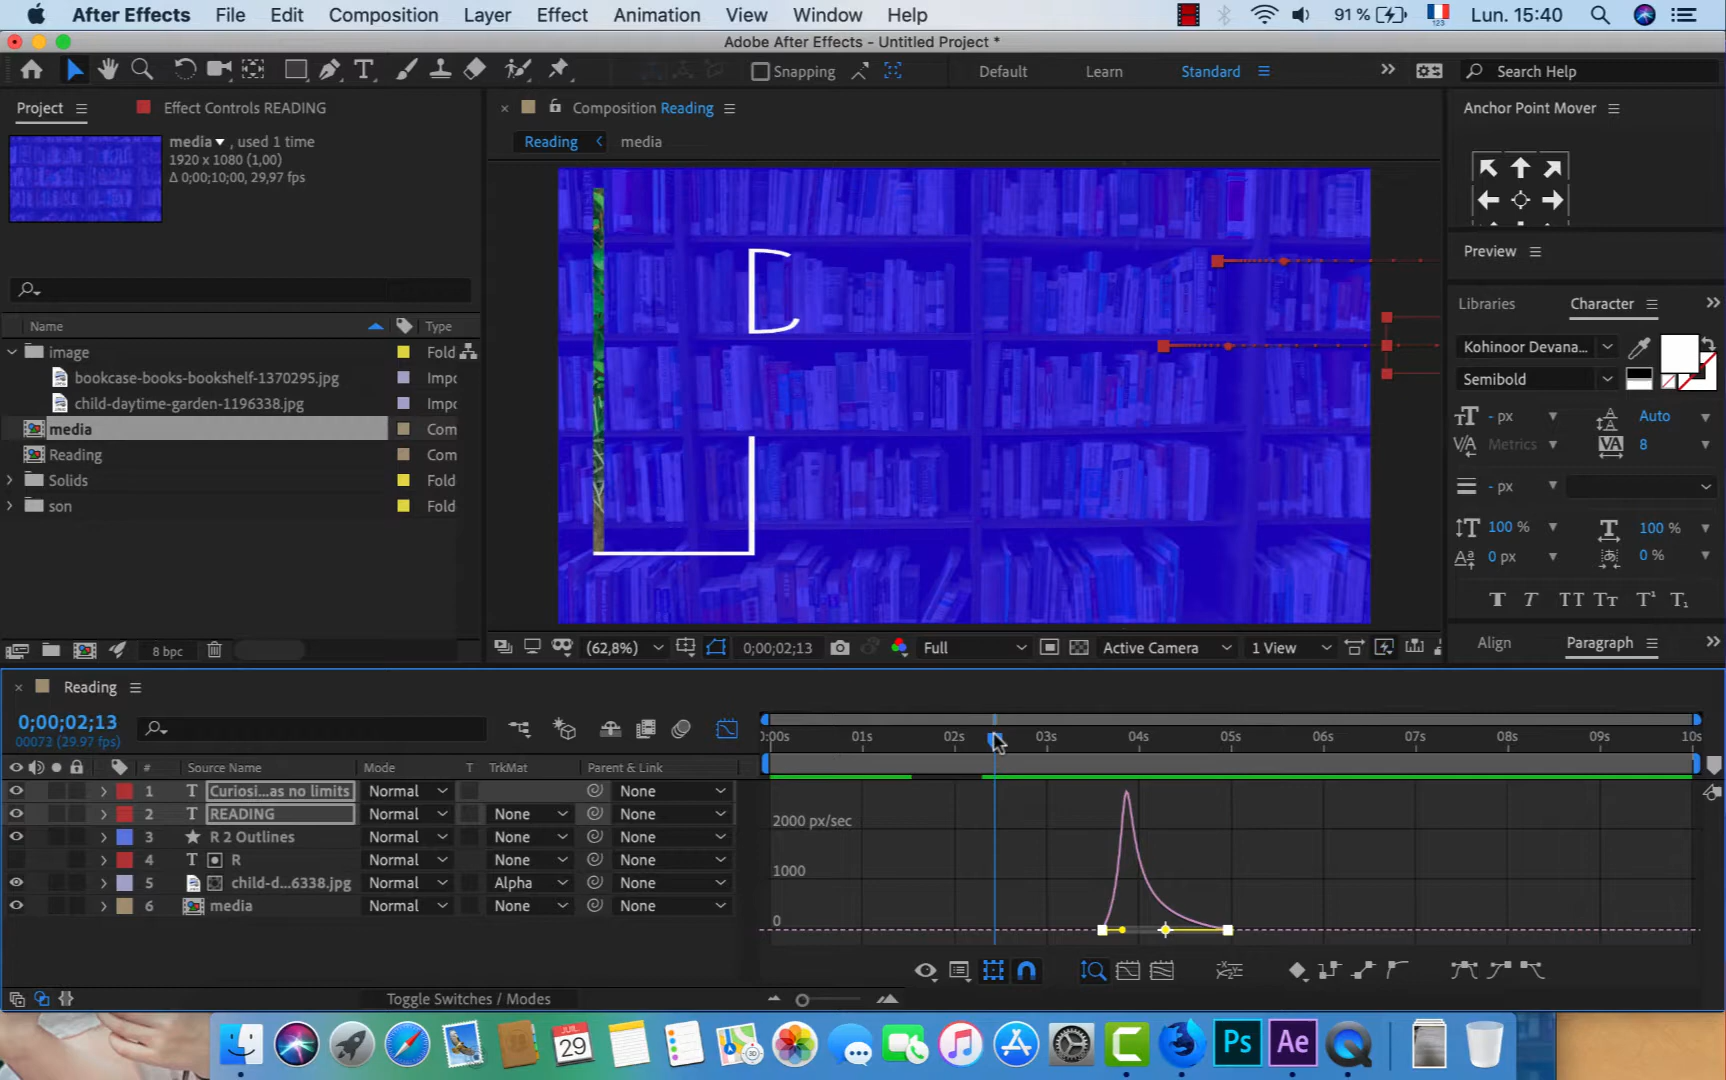 After Effects File Edit Composition Layer Effect Animation View Window Help 91 % 123 Lun. 15:40
Adobe After Effects - Untitled Project *
Snapping Default Learn Standard Search Help
Project Effect Controls READING
media , used 1 time
1920 x 1080 (1,00)
Δ 0;00;10;00, 29,97 fps
Name Type
image Fold
bookcase-books-bookshelf-1370295.jpg Impo
child-daytime-garden-1196338.jpg Impo
media Com
Reading Com
Solids Fold
son Fold
8 bpc
Composition Reading
Reading media
(62,8%) 0;00;02;13 Full Active Camera 1 View
Anchor Point Mover
Preview
Libraries Character
Kohinoor Devana...
Semibold
- px Auto
Metrics 8
- px
100 % 100 %
0 px 0 %
T T TT Tт T¹ T₁
Align Paragraph
Reading
0;00;02;13
00073 (29.97 fps)
:00s 01s 02s 03s 04s 05s 06s 07s 08s 09s 10s
# Source Name Mode T TrkMat Parent & Link
1 T Curiosi...as no limits Normal None
2 T READING Normal None None
3 R 2 Outlines Normal None None
4 T R Normal None None
5 child-d...6338.jpg Normal Alpha None
6 media Normal None None
2000 px/sec
1000
0
Toggle Switches / Modes
JUIL
29
3D
Ps
Ae